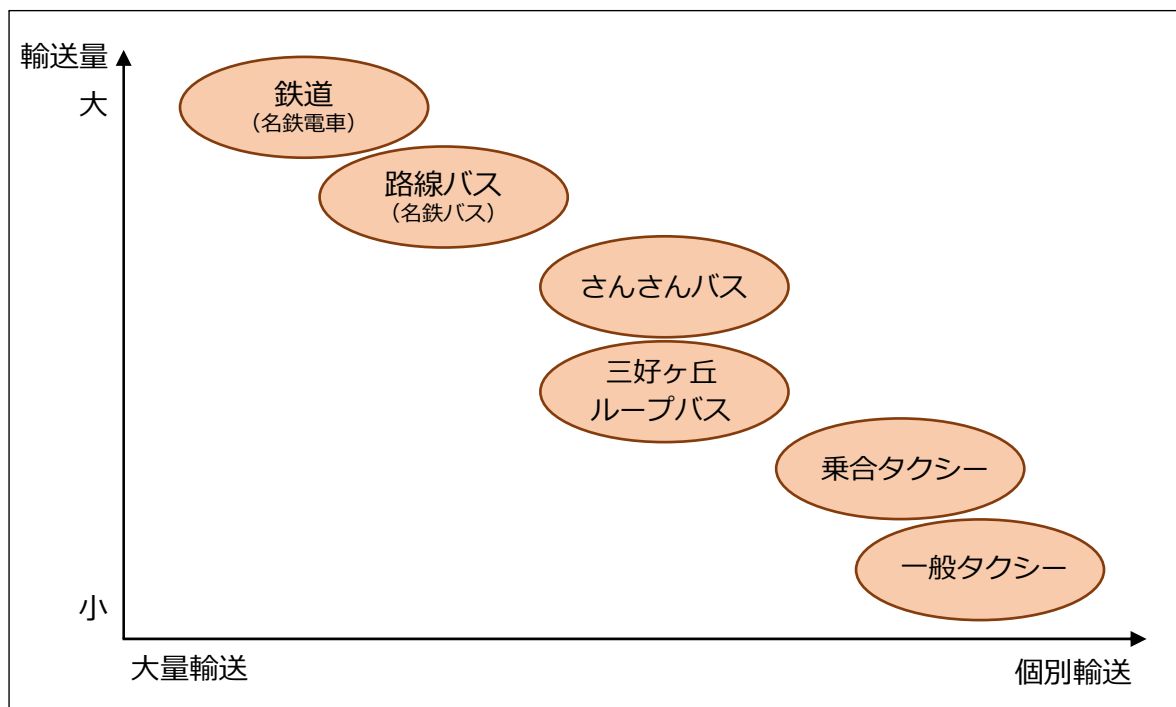 輸送量
大
鉄道
（名鉄電車）
路線バス
（名鉄バス）
さんさんバス
三好ヶ丘
ループバス
乗合タクシー
一般タクシー
小
大量輸送
個別輸送